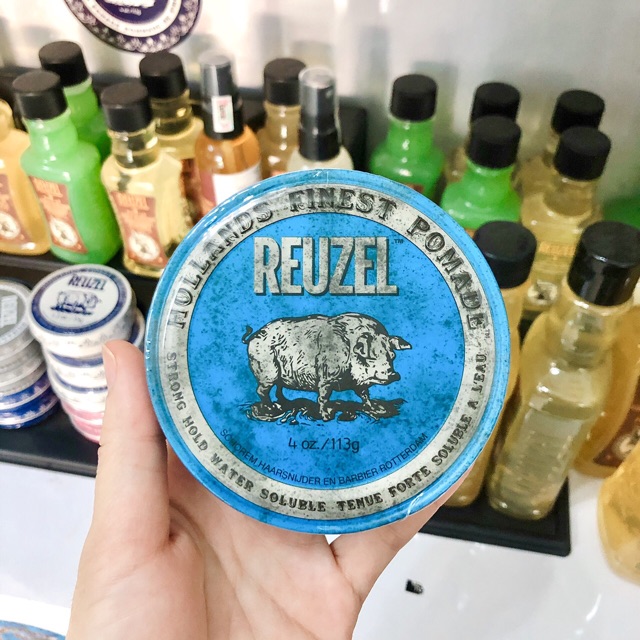 HOLLANDS FINEST POMADE
REUZEL™
4 oz./113g
SCHOREM HAARSNIJDER EN BARBIER ROTTERDAM
STRONG HOLD WATER SOLUBLE TENUE FORTE SOLUBLE A L'EAU
REUZEL